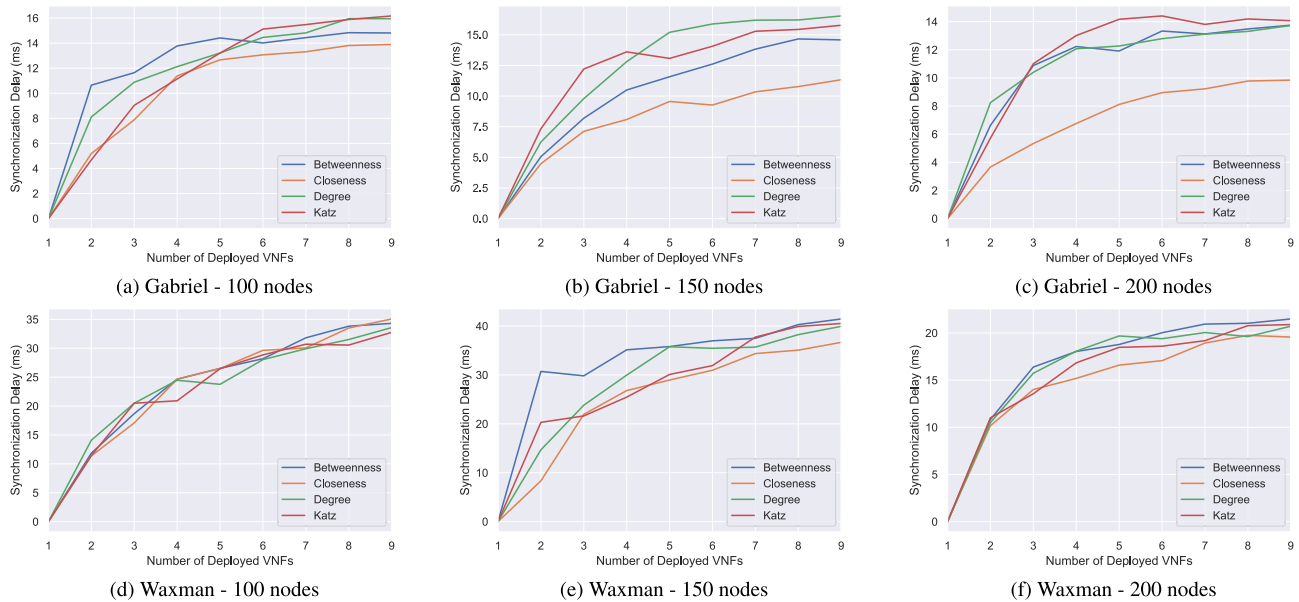 Synchronization Delay (ms)
16
14
12
10
8
6
4
2
0
Betweenness
Closeness
Degree
Katz
1 2 3 4 5 6 7 8 9
Number of Deployed VNFs
(a) Gabriel - 100 nodes
Synchronization Delay (ms)
15.0
12.5
10.0
7.5
5.0
2.5
0.0
Betweenness
Closeness
Degree
Katz
1 2 3 4 5 6 7 8 9
Number of Deployed VNFs
(b) Gabriel - 150 nodes
Synchronization Delay (ms)
14
12
10
8
6
4
2
0
Betweenness
Closeness
Degree
Katz
1 2 3 4 5 6 7 8 9
Number of Deployed VNFs
(c) Gabriel - 200 nodes
Synchronization Delay (ms)
35
30
25
20
15
10
5
0
Betweenness
Closeness
Degree
Katz
1 2 3 4 5 6 7 8 9
Number of Deployed VNFs
(d) Waxman - 100 nodes
Synchronization Delay (ms)
40
30
20
10
0
Betweenness
Closeness
Degree
Katz
1 2 3 4 5 6 7 8 9
Number of Deployed VNFs
(e) Waxman - 150 nodes
Synchronization Delay (ms)
20
15
10
5
0
Betweenness
Closeness
Degree
Katz
1 2 3 4 5 6 7 8 9
Number of Deployed VNFs
(f) Waxman - 200 nodes